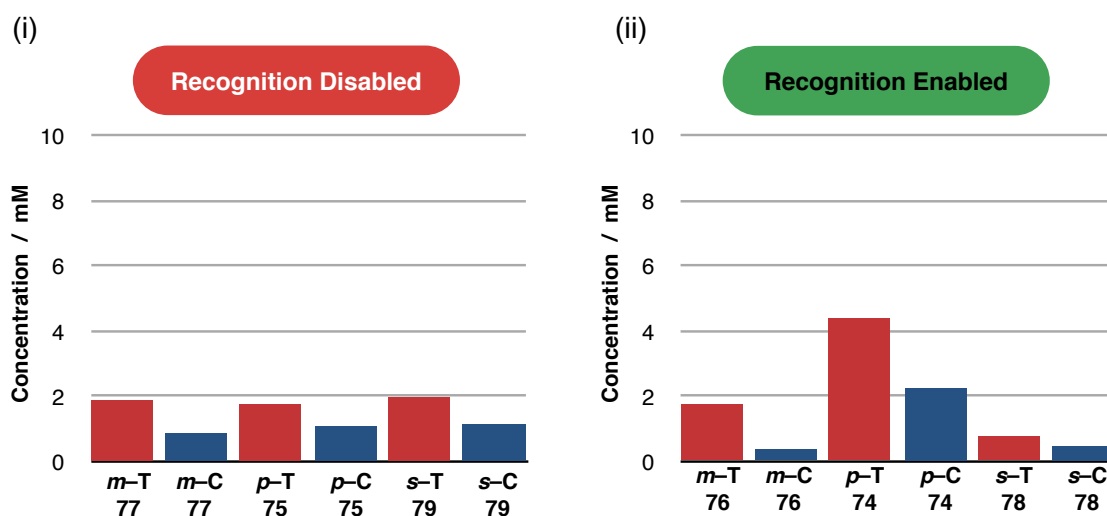 (i)
Recognition Disabled
Concentration / mM
10
8
6
4
2
0
m–T m–C p–T p–C s–T s–C
77 77 75 75 79 79
(ii)
Recognition Enabled
Concentration / mM
10
8
6
4
2
0
m–T m–C p–T p–C s–T s–C
76 76 74 74 78 78